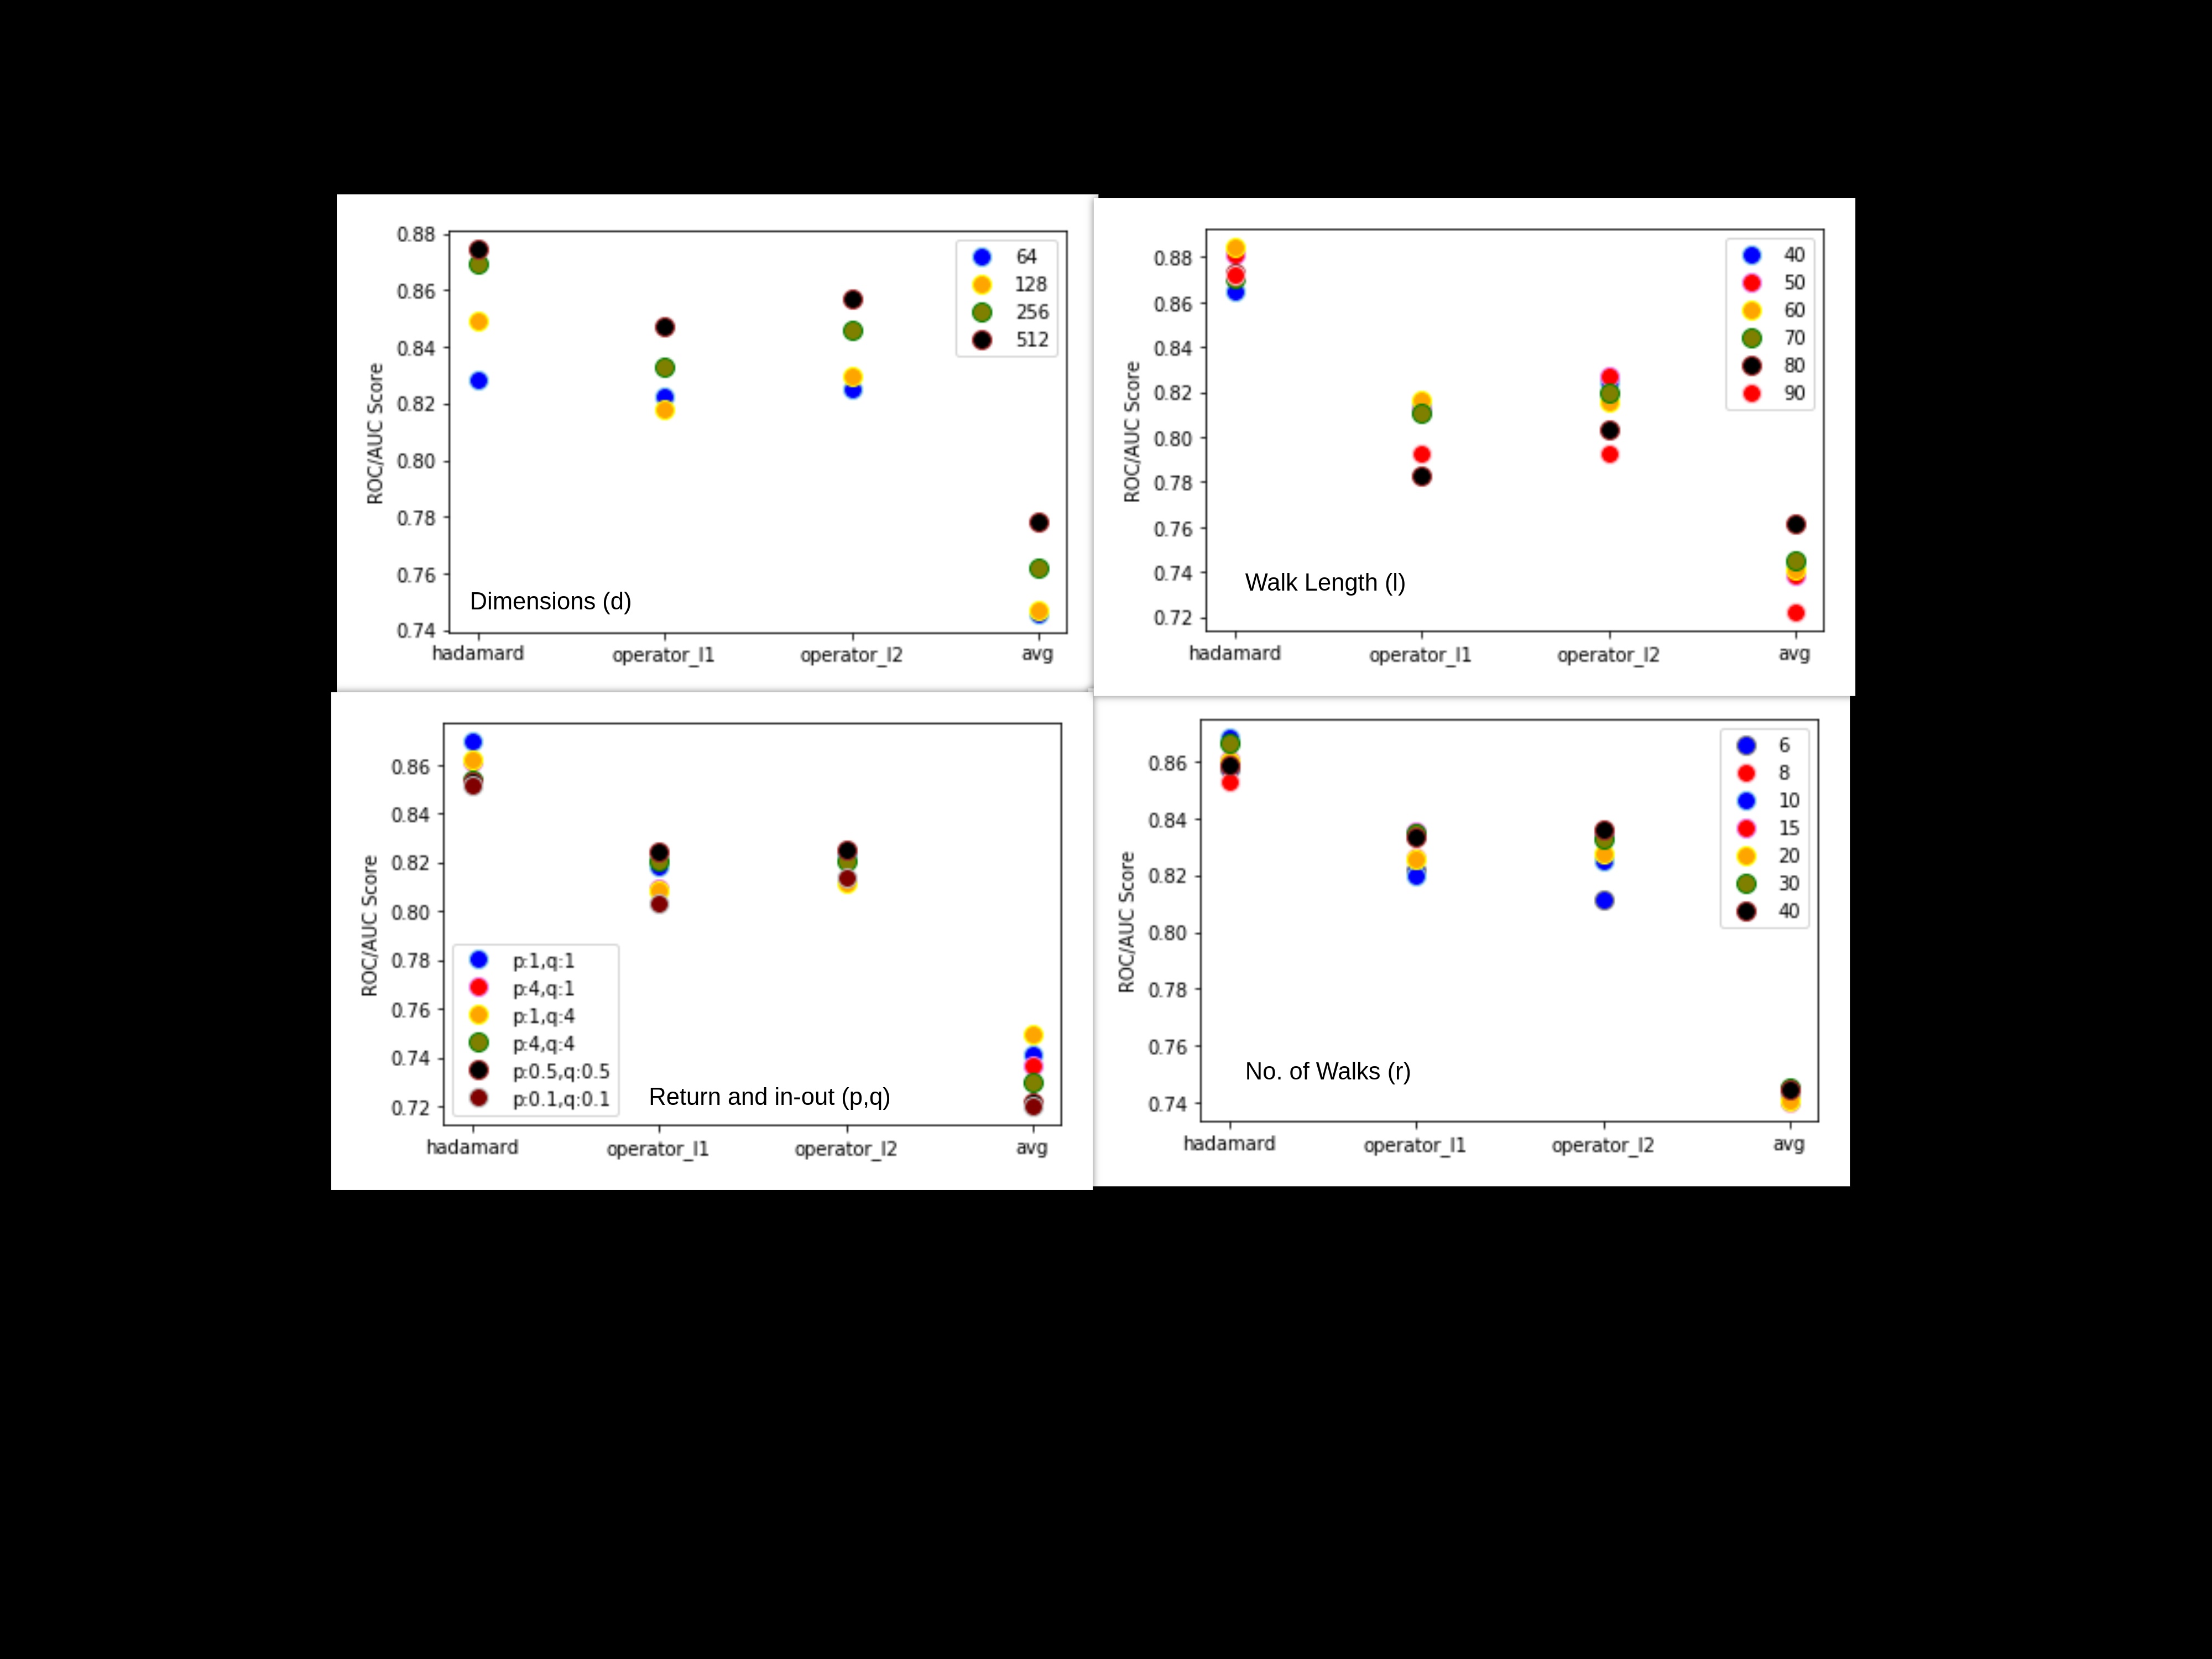 0.88
0.86
0.84
0.82
0.80
0.78
0.76
0.74
ROC/AUC Score
64
128
256
512
Dimensions (d)
hadamard operator_l1 operator_l2 avg
0.88
0.86
0.84
0.82
0.80
0.78
0.76
0.74
0.72
ROC/AUC Score
40
50
60
70
80
90
Walk Length (l)
hadamard operator_l1 operator_l2 avg
0.86
0.84
0.82
0.80
0.78
0.76
0.74
0.72
ROC/AUC Score
p:1,q:1
p:4,q:1
p:1,q:4
p:4,q:4
p:0.5,q:0.5
p:0.1,q:0.1
Return and in-out (p,q)
hadamard operator_l1 operator_l2 avg
0.86
0.84
0.82
0.80
0.78
0.76
0.74
ROC/AUC Score
6
8
10
15
20
30
40
No. of Walks (r)
hadamard operator_l1 operator_l2 avg